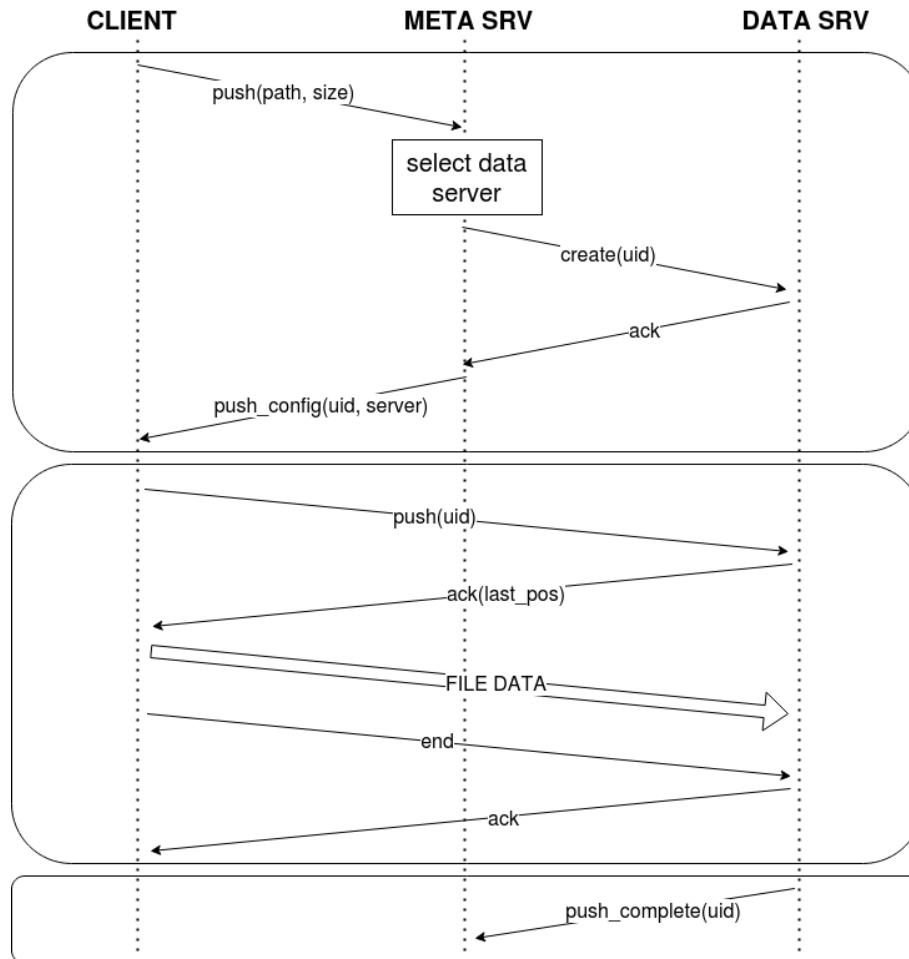 CLIENT
META SRV
DATA SRV
push(path, size)
select data
server
create(uid)
ack
push_config(uid, server)
push(uid)
ack(last_pos)
FILE DATA
end
ack
push_complete(uid)